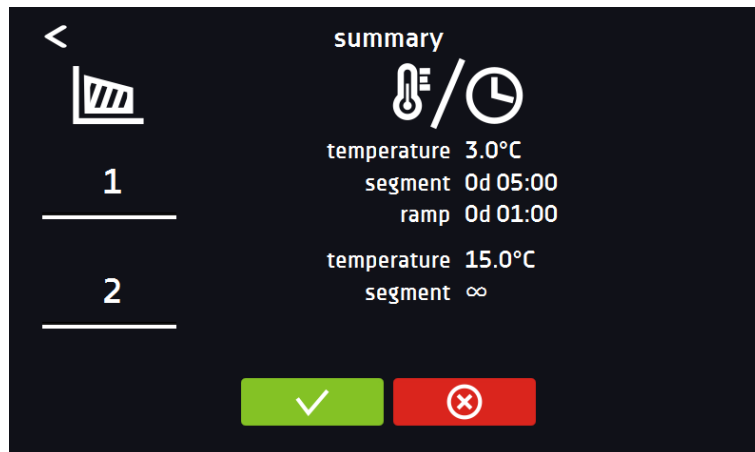 summary
1
temperature 3.0°C
segment 0d 05:00
ramp 0d 01:00
2
temperature 15.0°C
segment ∞